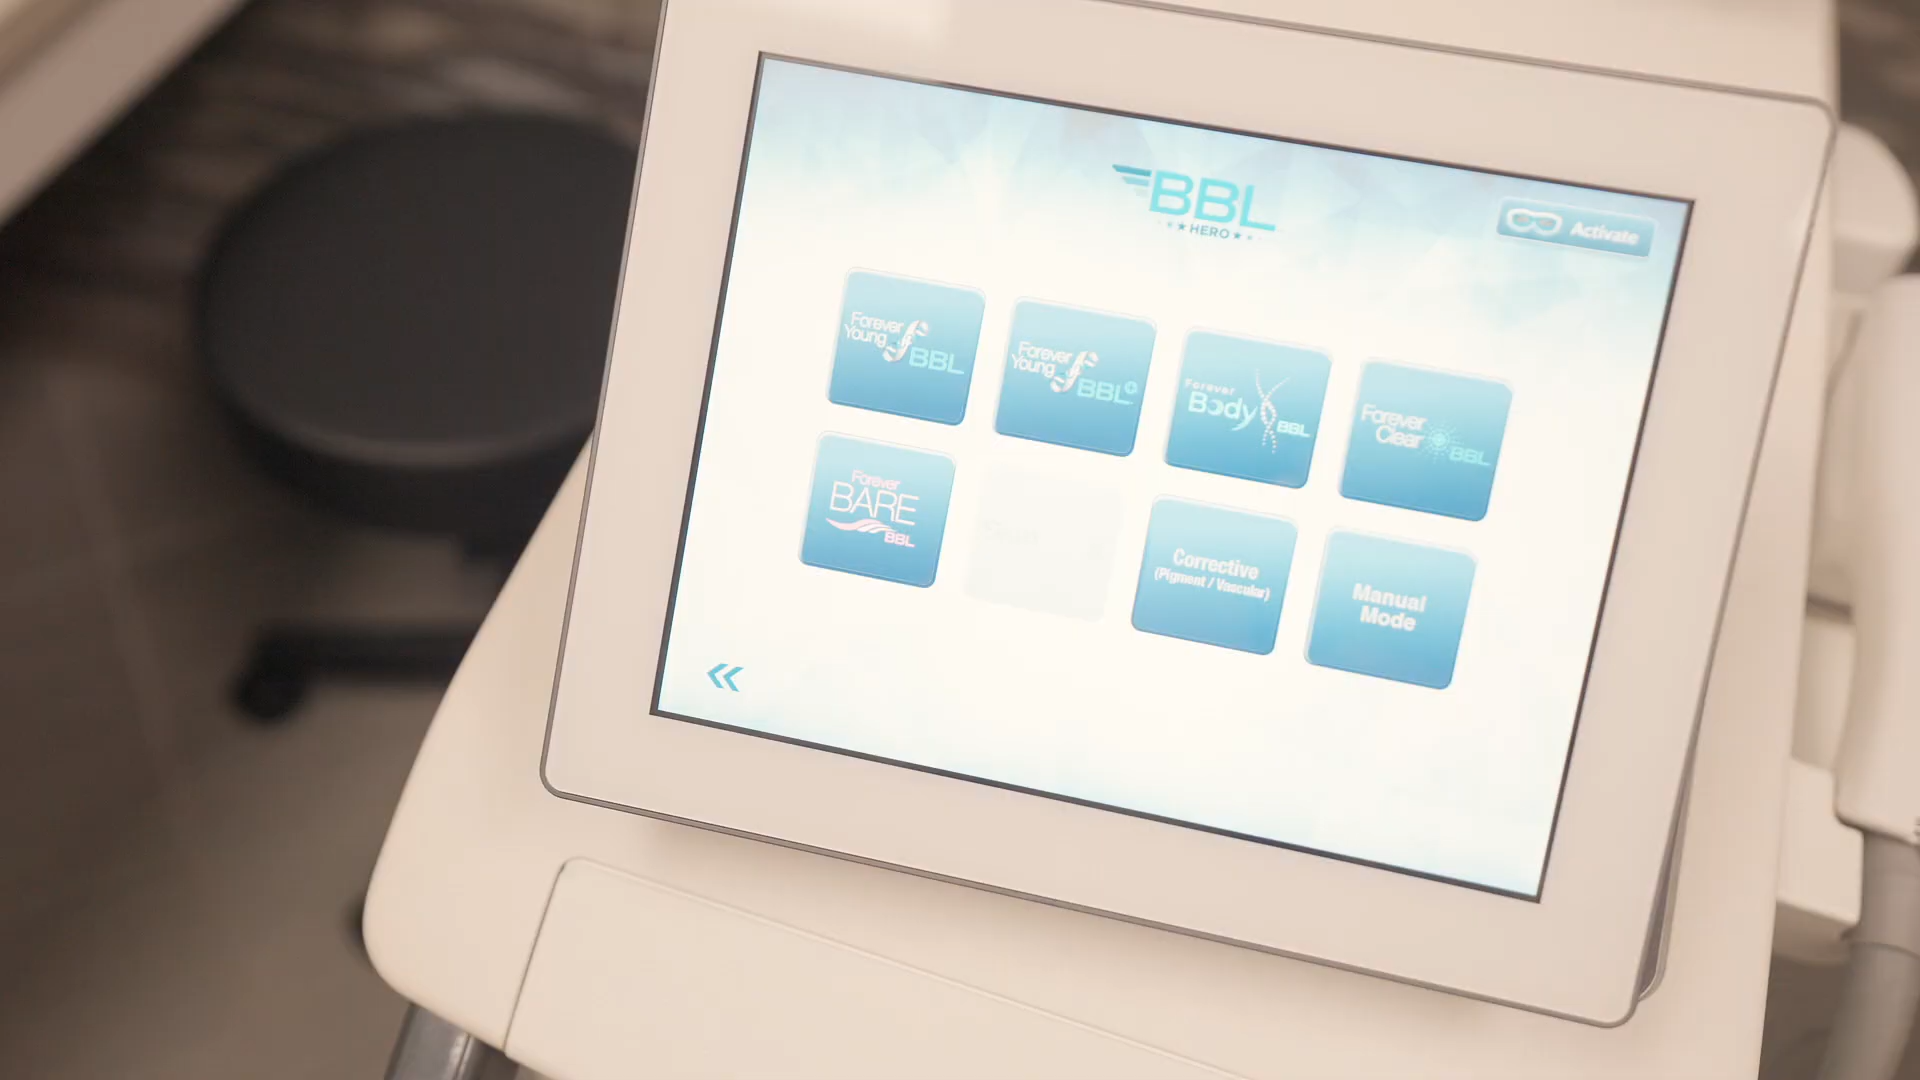 BBL
HERO
Activate
Forever
Young
BBL
Forever
Young
BBL+
Forever
Body
BBL
Forever
Clear
BBL
Forever
BARE
BBL
Corrective
(Pigment / Vascular)
Manual
Mode